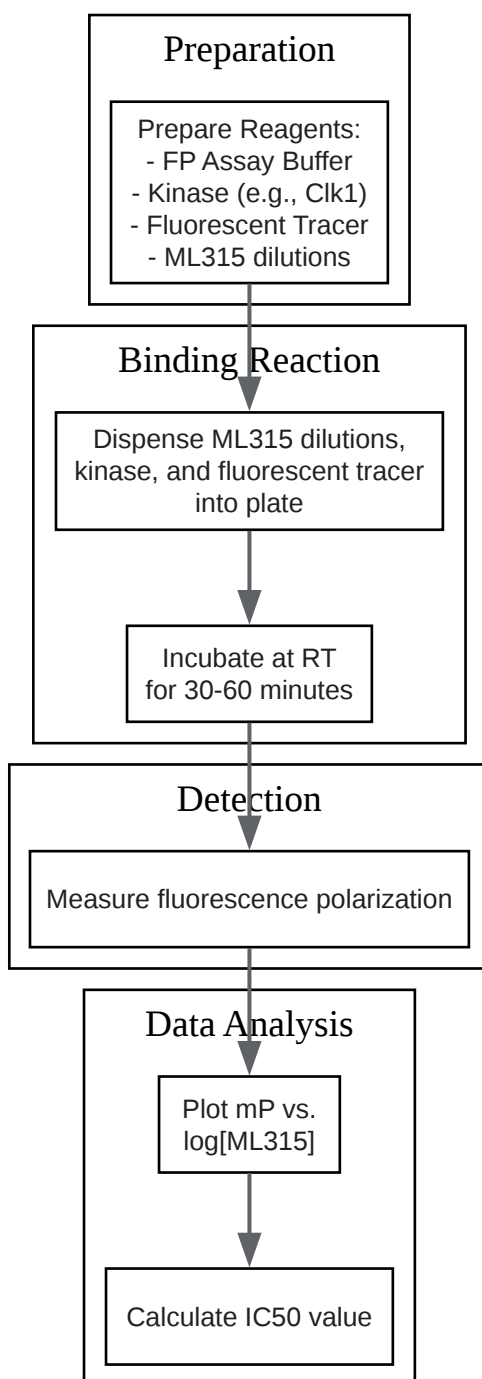 Preparation
Prepare Reagents:
- FP Assay Buffer
- Kinase (e.g., Clk1)
- Fluorescent Tracer
- ML315 dilutions
Binding Reaction
Dispense ML315 dilutions,
kinase, and fluorescent tracer
into plate
Incubate at RT
for 30-60 minutes
Detection
Measure fluorescence polarization
Data Analysis
Plot mP vs.
log[ML315]
Calculate IC50 value